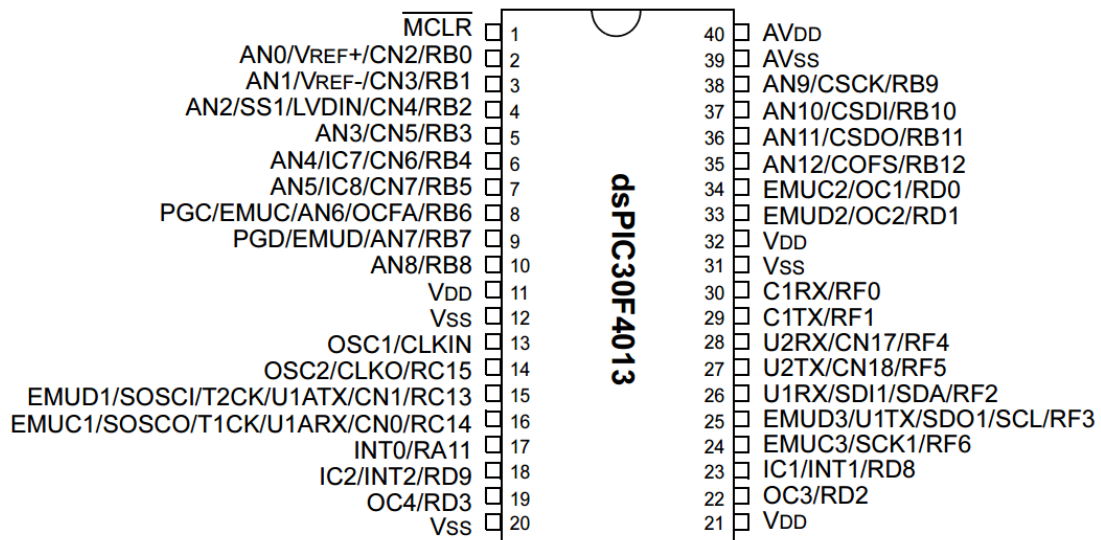 MCLR 1
AN0/VREF+/CN2/RB0 2
AN1/VREF-/CN3/RB1 3
AN2/SS1/LVDIN/CN4/RB2 4
AN3/CN5/RB3 5
AN4/IC7/CN6/RB4 6
AN5/IC8/CN7/RB5 7
PGC/EMUC/AN6/OCFA/RB6 8
PGD/EMUD/AN7/RB7 9
AN8/RB8 10
VDD 11
VSS 12
OSC1/CLKIN 13
OSC2/CLKO/RC15 14
EMUD1/SOSCI/T2CK/U1ATX/CN1/RC13 15
EMUC1/SOSCO/T1CK/U1ARX/CN0/RC14 16
INT0/RA11 17
IC2/INT2/RD9 18
OC4/RD3 19
VSS 20
dsPIC30F4013
40 AVDD
39 AVSS
38 AN9/CSCK/RB9
37 AN10/CSDI/RB10
36 AN11/CSDO/RB11
35 AN12/COFS/RB12
34 EMUC2/OC1/RD0
33 EMUD2/OC2/RD1
32 VDD
31 VSS
30 C1RX/RF0
29 C1TX/RF1
28 U2RX/CN17/RF4
27 U2TX/CN18/RF5
26 U1RX/SDI1/SDA/RF2
25 EMUD3/U1TX/SDO1/SCL/RF3
24 EMUC3/SCK1/RF6
23 IC1/INT1/RD8
22 OC3/RD2
21 VDD